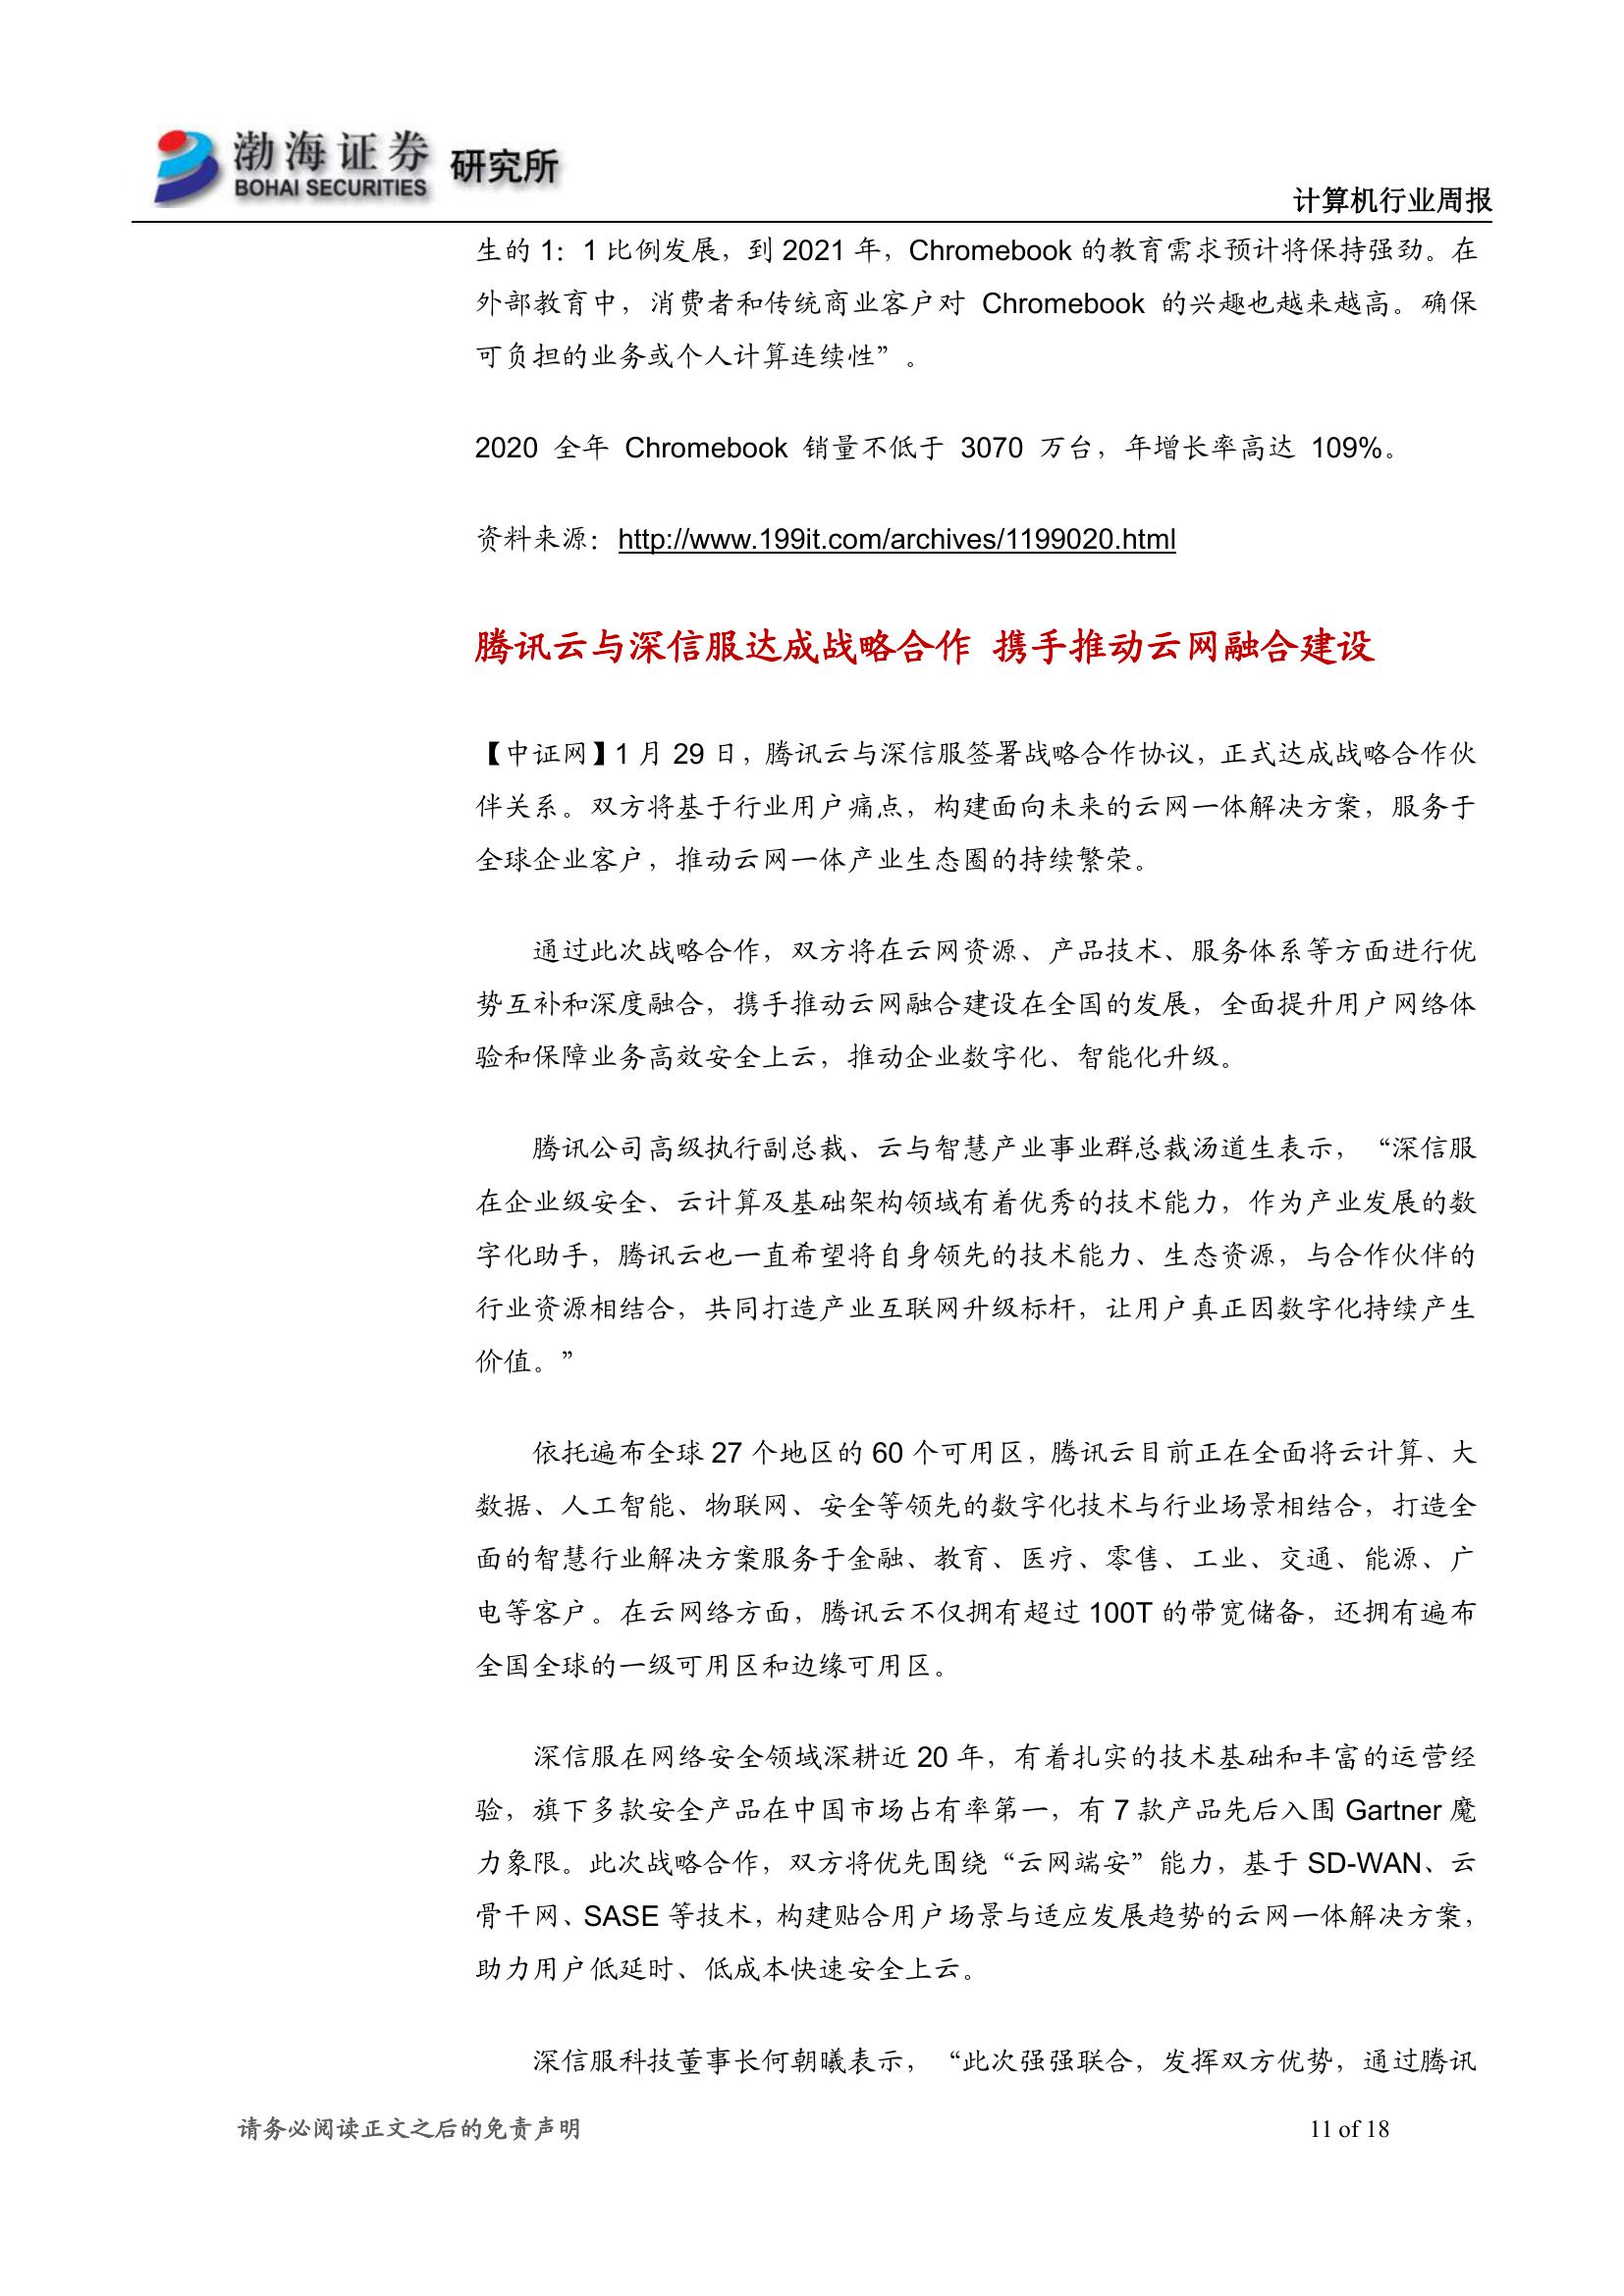 渤海证券 研究所
BOHAI SECURITIES
计算机行业周报
生的 1：1 比例发展，到 2021 年，Chromebook 的教育需求预计将保持强劲。在
外部教育中，消费者和传统商业客户对 Chromebook 的兴趣也越来越高。确保
可负担的业务或个人计算连续性”。
2020 全年 Chromebook 销量不低于 3070 万台，年增长率高达 109%。
资料来源：http://www.199it.com/archives/1199020.html
腾讯云与深信服达成战略合作 携手推动云网融合建设
【中证网】1 月 29 日，腾讯云与深信服签署战略合作协议，正式达成战略合作伙
伴关系。双方将基于行业用户痛点，构建面向未来的云网一体解决方案，服务于
全球企业客户，推动云网一体产业生态圈的持续繁荣。
通过此次战略合作，双方将在云网资源、产品技术、服务体系等方面进行优
势互补和深度融合，携手推动云网融合建设在全国的发展，全面提升用户网络体
验和保障业务高效安全上云，推动企业数字化、智能化升级。
腾讯公司高级执行副总裁、云与智慧产业事业群总裁汤道生表示，“深信服
在企业级安全、云计算及基础架构领域有着优秀的技术能力，作为产业发展的数
字化助手，腾讯云也一直希望将自身领先的技术能力、生态资源，与合作伙伴的
行业资源相结合，共同打造产业互联网升级标杆，让用户真正因数字化持续产生
价值。”
依托遍布全球 27 个地区的 60 个可用区，腾讯云目前正在全面将云计算、大
数据、人工智能、物联网、安全等领先的数字化技术与行业场景相结合，打造全
面的智慧行业解决方案服务于金融、教育、医疗、零售、工业、交通、能源、广
电等客户。在云网络方面，腾讯云不仅拥有超过 100T 的带宽储备，还拥有遍布
全国全球的一级可用区和边缘可用区。
深信服在网络安全领域深耕近 20 年，有着扎实的技术基础和丰富的运营经
验，旗下多款安全产品在中国市场占有率第一，有 7 款产品先后入围 Gartner 魔
力象限。此次战略合作，双方将优先围绕“云网端安”能力，基于 SD-WAN、云
骨干网、SASE 等技术，构建贴合用户场景与适应发展趋势的云网一体解决方案，
助力用户低延时、低成本快速安全上云。
深信服科技董事长何朝曦表示，“此次强强联合，发挥双方优势，通过腾讯
请务必阅读正文之后的免责声明
11 of 18